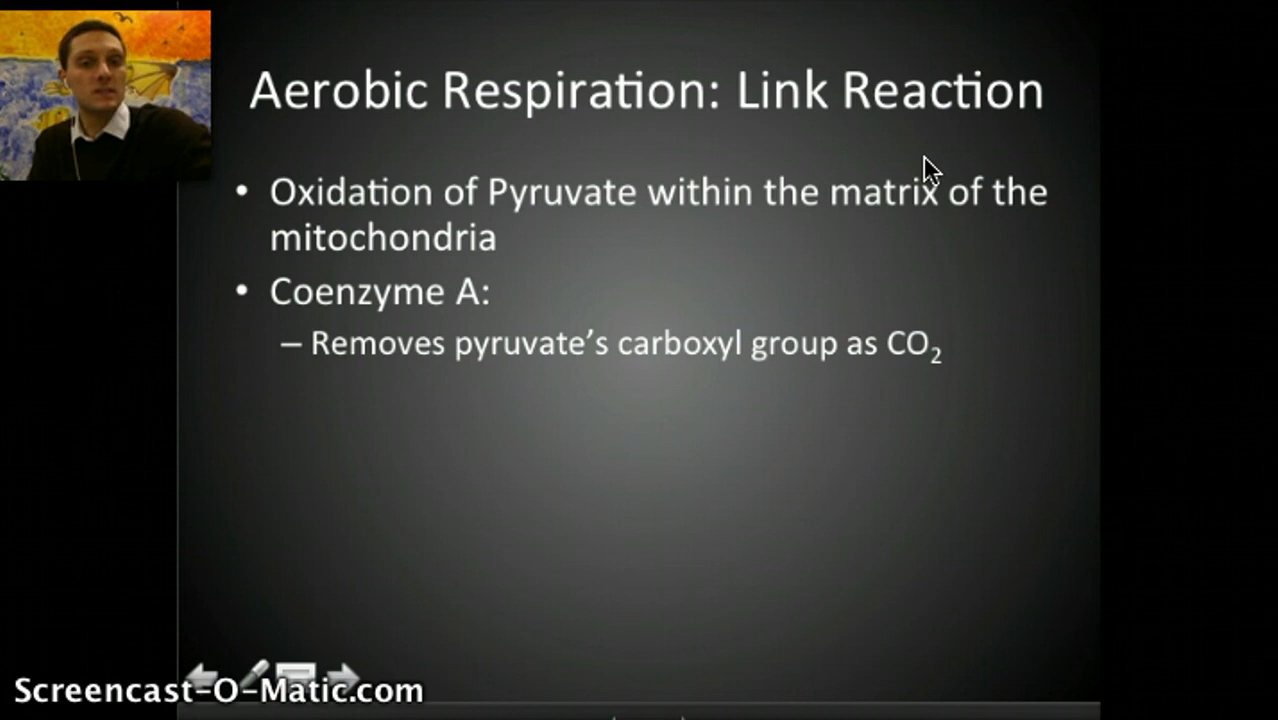 Aerobic Respiration: Link Reaction
• Oxidation of Pyruvate within the matrix of the
mitochondria
• Coenzyme A:
– Removes pyruvate’s carboxyl group as CO₂
Screencast-O-Matic.com